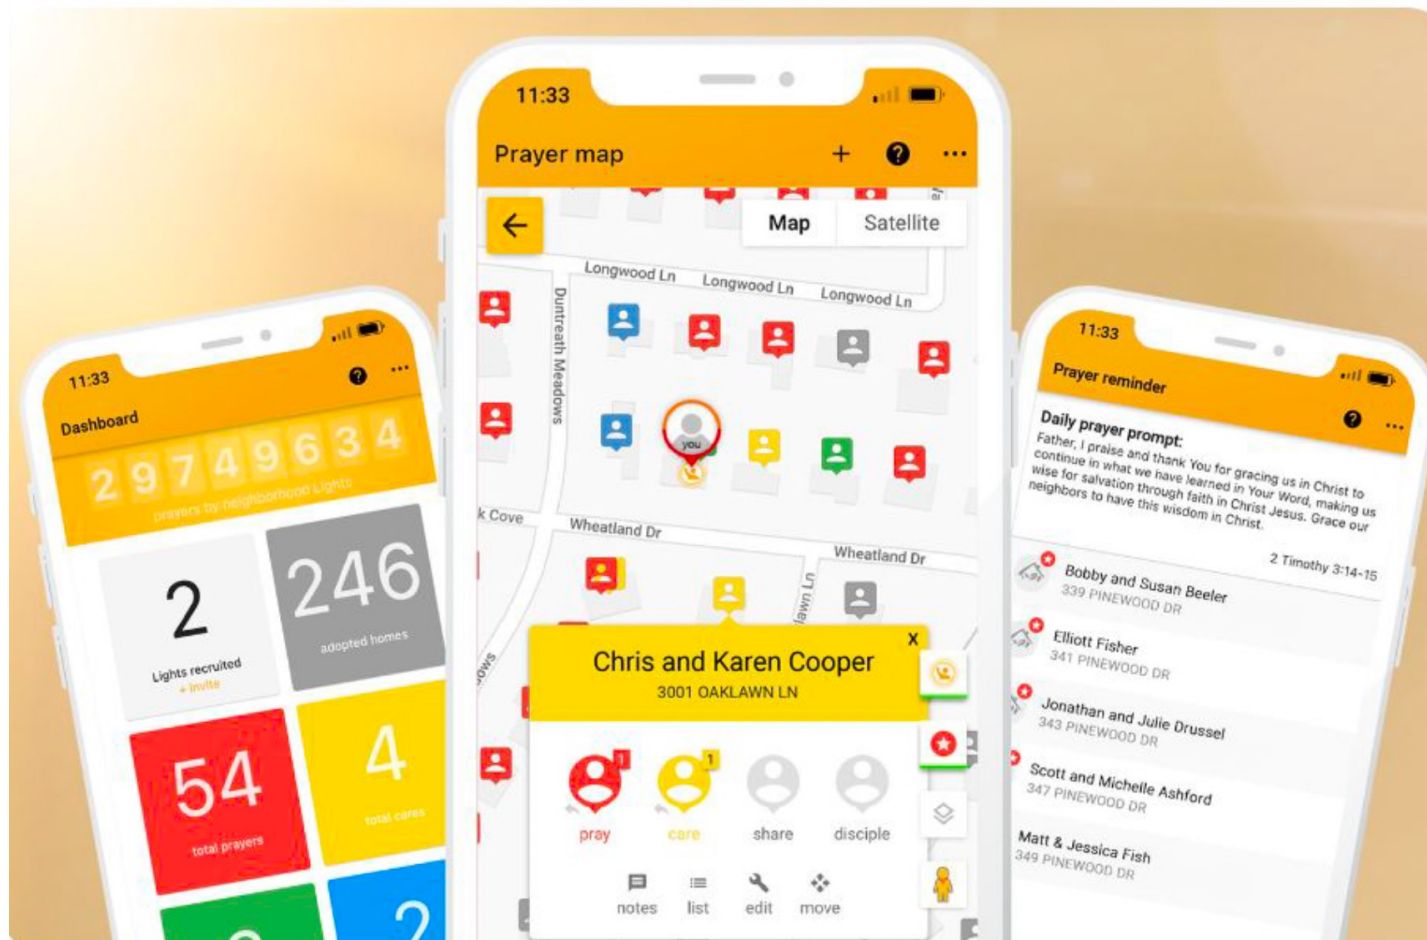 11:33
Dashboard
29749634
prayers by neighborhood Lights
2
Lights recruited
+ Invite
246
adopted homes
54
total prayers
4
total cares
2
11:33
Prayer map
Map
Satellite
Longwood Ln
Longwood Ln
Longwood Ln
Duntreath Meadows
you
k Cove
Wheatland Dr
Wheatland Dr
lawn Ln
ows
X
Chris and Karen Cooper
3001 OAKLAWN LN
1
1
pray
care
share
disciple
notes
list
edit
move
11:33
Prayer reminder
Daily prayer prompt:
Father, I praise and thank You for gracing us in Christ to
continue in what we have learned in Your Word, making us
wise for salvation through faith in Christ Jesus. Grace our
neighbors to have this wisdom in Christ.
2 Timothy 3:14-15
Bobby and Susan Beeler
339 PINEWOOD DR
Elliott Fisher
341 PINEWOOD DR
Jonathan and Julie Drussel
343 PINEWOOD DR
Scott and Michelle Ashford
347 PINEWOOD DR
Matt & Jessica Fish
349 PINEWOOD DR